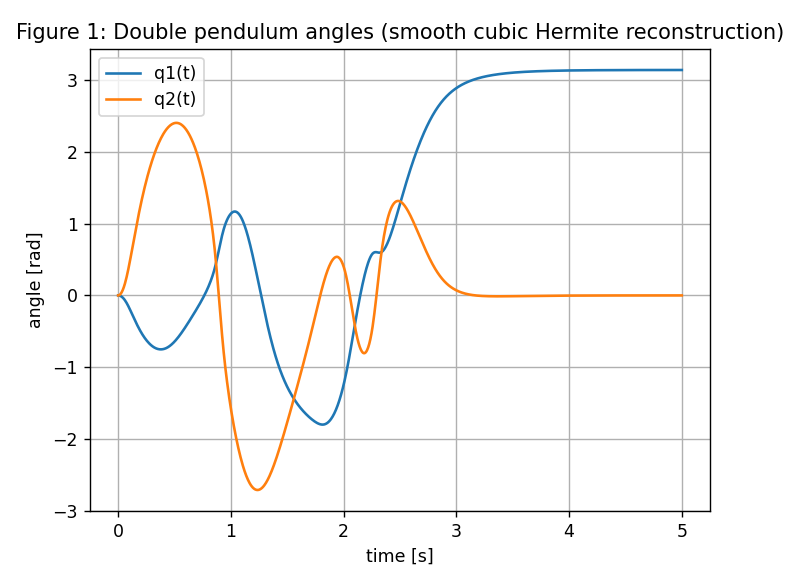 Figure 1: Double pendulum angles (smooth cubic Hermite reconstruction)
q1(t)
q2(t)
3
2
1
0
−1
−2
−3
angle [rad]
0 1 2 3 4 5
time [s]